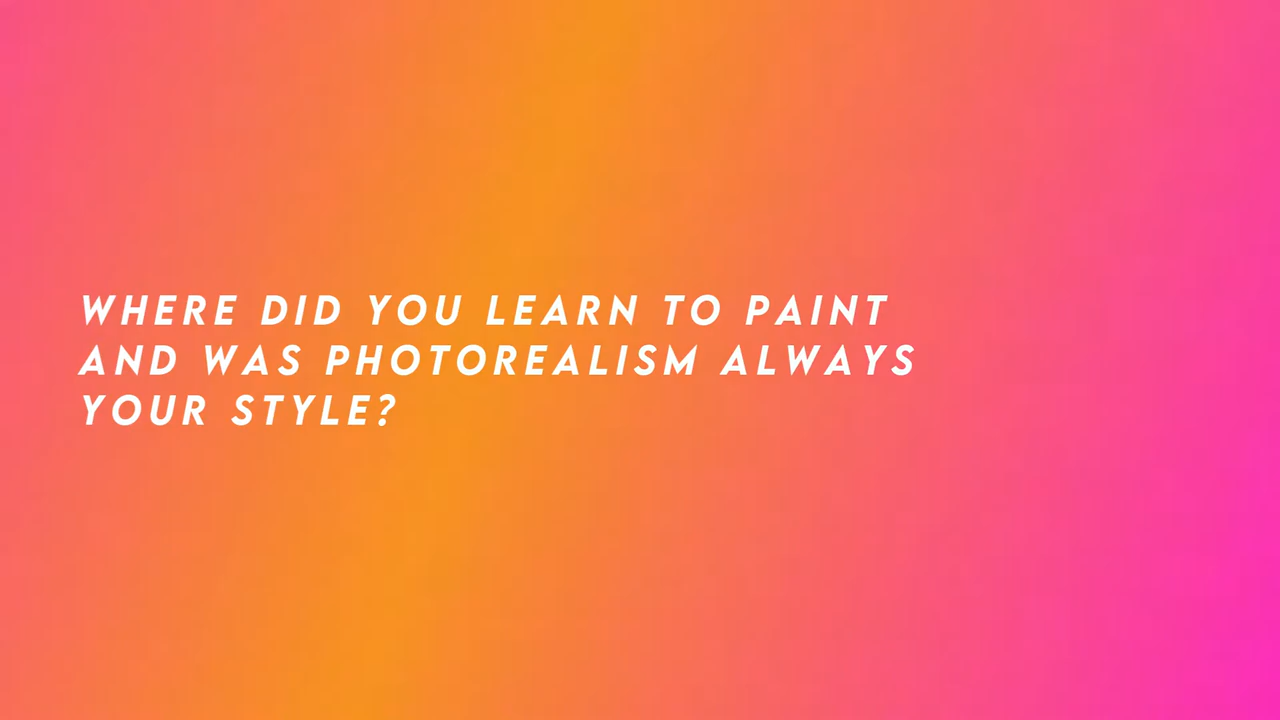 WHERE DID YOU LEARN TO PAINT
AND WAS PHOTOREALISM ALWAYS
YOUR STYLE?